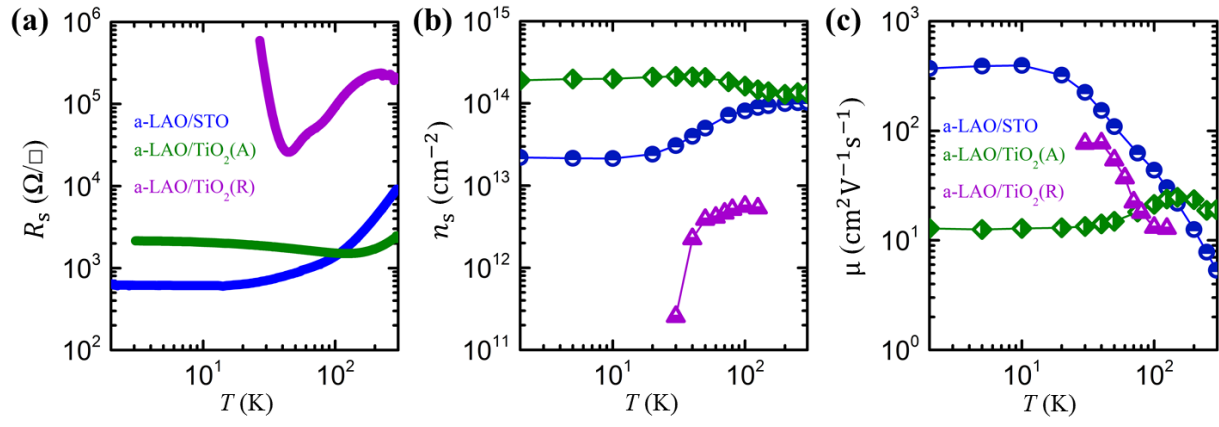 (a)
10^6
10^5
10^4
10^3
10^2
R_s (Ω/□)
a-LAO/STO
a-LAO/TiO_2(A)
a-LAO/TiO_2(R)
10^1
10^2
T (K)
(b)
10^15
10^14
10^13
10^12
10^11
n_s (cm^−2)
10^1
10^2
T (K)
(c)
10^3
10^2
10^1
10^0
μ (cm^2V^−1s^−1)
a-LAO/STO
a-LAO/TiO_2(A)
a-LAO/TiO_2(R)
10^1
10^2
T (K)